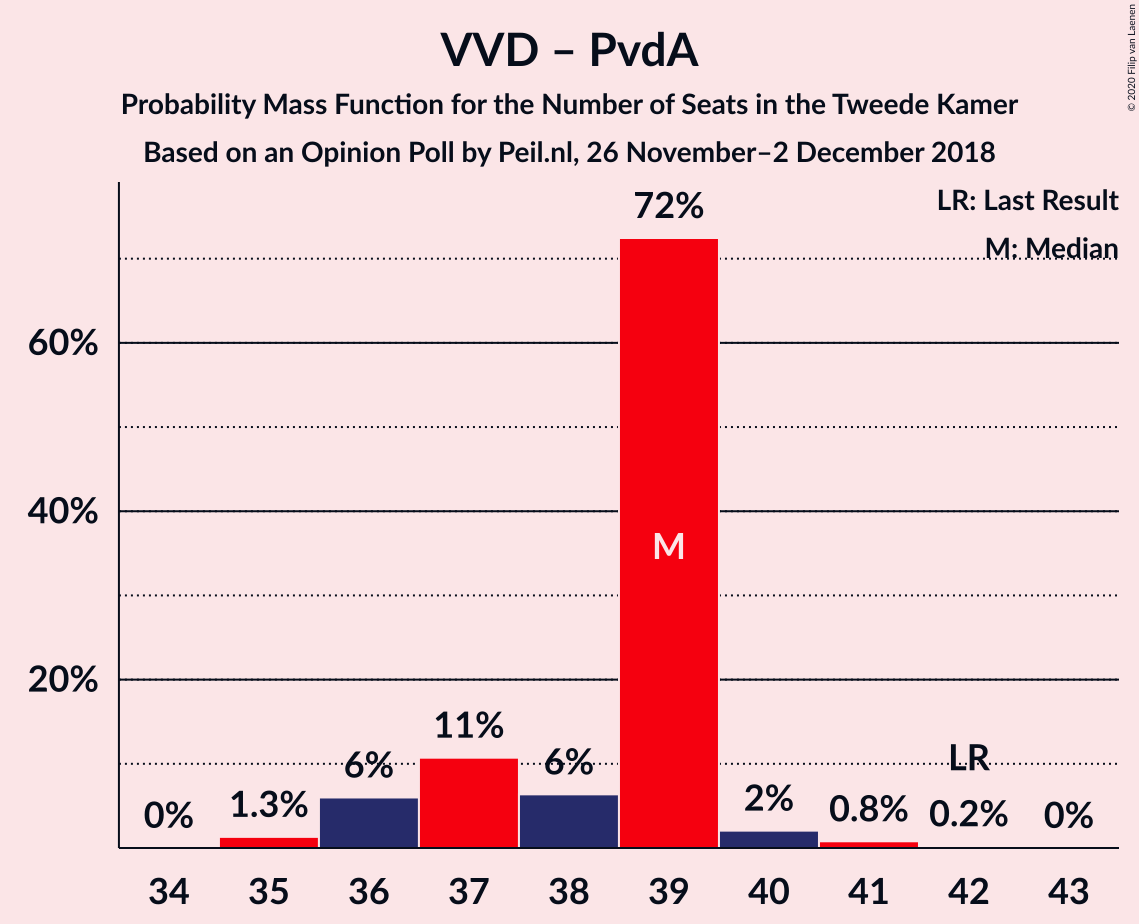 VVD – PvdA
Probability Mass Function for the Number of Seats in the Tweede Kamer
Based on an Opinion Poll by Peil.nl, 26 November–2 December 2018
© 2020 Filip van Laenen
LR: Last Result
M: Median
72%
60%
40%
20%
M
0%
1.3%
6%
11%
6%
2%
0.8%
LR
0.2%
0%
34 35 36 37 38 39 40 41 42 43